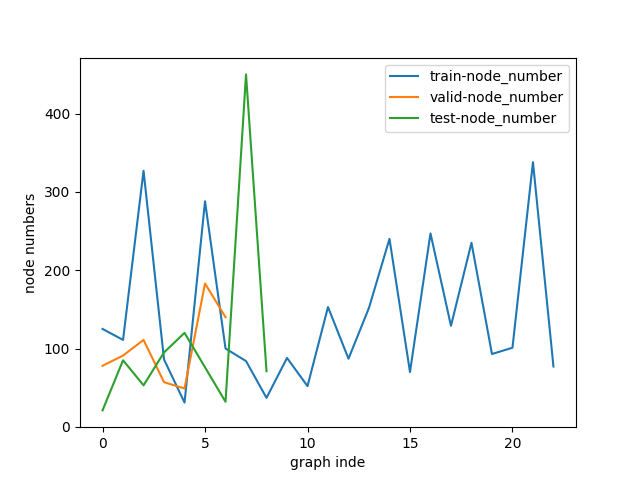 train-node_number
valid-node_number
test-node_number
400
300
200
100
0
node numbers
0
5
10
15
20
graph inde